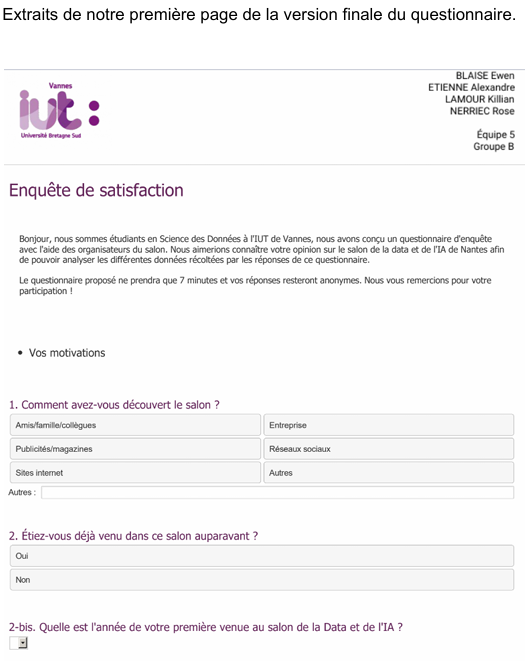 Extraits de notre première page de la version finale du questionnaire.
Vannes
iut:
Université Bretagne Sud
BLAISE Ewen
ETIENNE Alexandre
LAMOUR Killian
NERRIEC Rose
Équipe 5
Groupe B
Enquête de satisfaction
Bonjour, nous sommes étudiants en Science des Données à l'IUT de Vannes, nous avons conçu un questionnaire d'enquête
avec l'aide des organisateurs du salon. Nous aimerions connaître votre opinion sur le salon de la data et de l'IA de Nantes afin
de pouvoir analyser les différentes données récoltées par les réponses de ce questionnaire.
Le questionnaire proposé ne prendra que 7 minutes et vos réponses resteront anonymes. Nous vous remercions pour votre
participation !
• Vos motivations
1. Comment avez-vous découvert le salon ?
Amis/famille/collègues Entreprise
Publicités/magazines Réseaux sociaux
Sites internet Autres
Autres :
2. Étiez-vous déjà venu dans ce salon auparavant ?
Oui
Non
2-bis. Quelle est l'année de votre première venue au salon de la Data et de l'IA ?